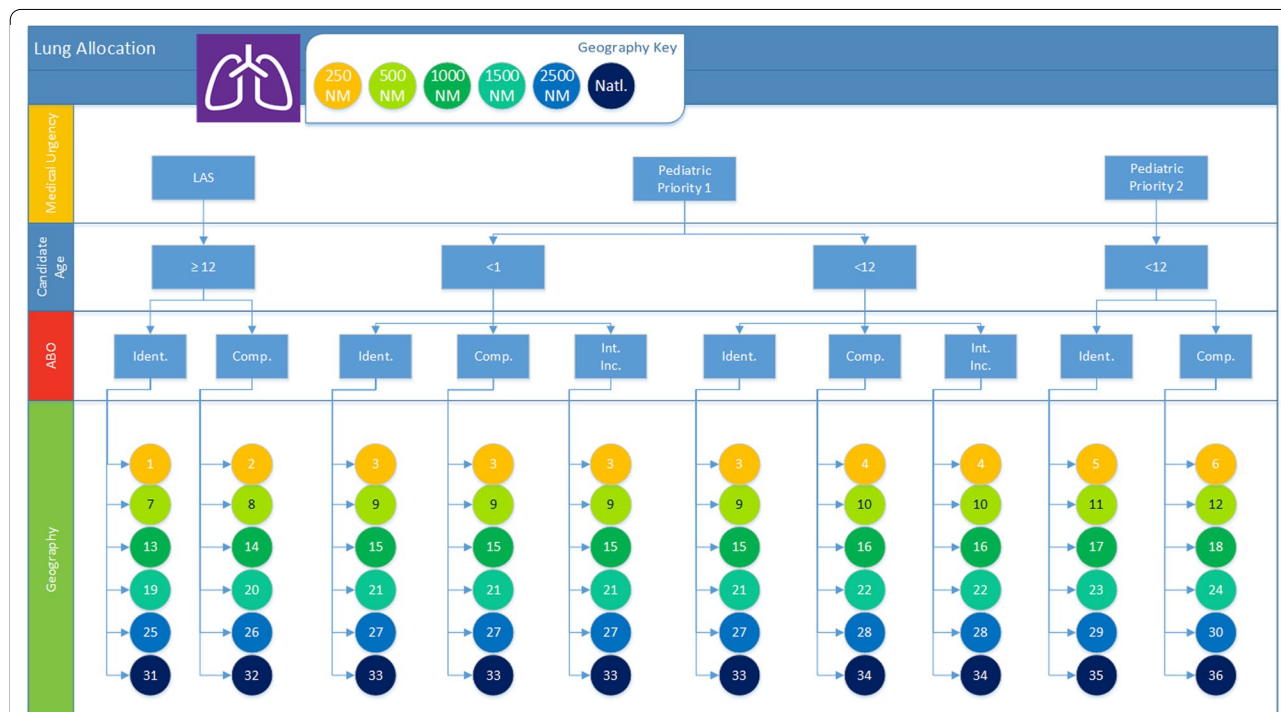 Lung Allocation
Geography Key
250 NM
500 NM
1000 NM
1500 NM
2500 NM
Natl.
Medical Urgency
LAS
Pediatric
Priority 1
Pediatric
Priority 2
Candidate
Age
≥ 12
<1
<12
<12
ABO
Ident.
Comp.
Ident.
Comp.
Int.
Inc.
Ident.
Comp.
Int.
Inc.
Ident.
Comp.
Geography
1 2 3 3 3 3 4 4 5 6
7 8 9 9 9 9 10 10 11 12
13 14 15 15 15 15 16 16 17 18
19 20 21 21 21 21 22 22 23 24
25 26 27 27 27 27 28 28 29 30
31 32 33 33 33 33 34 34 35 36